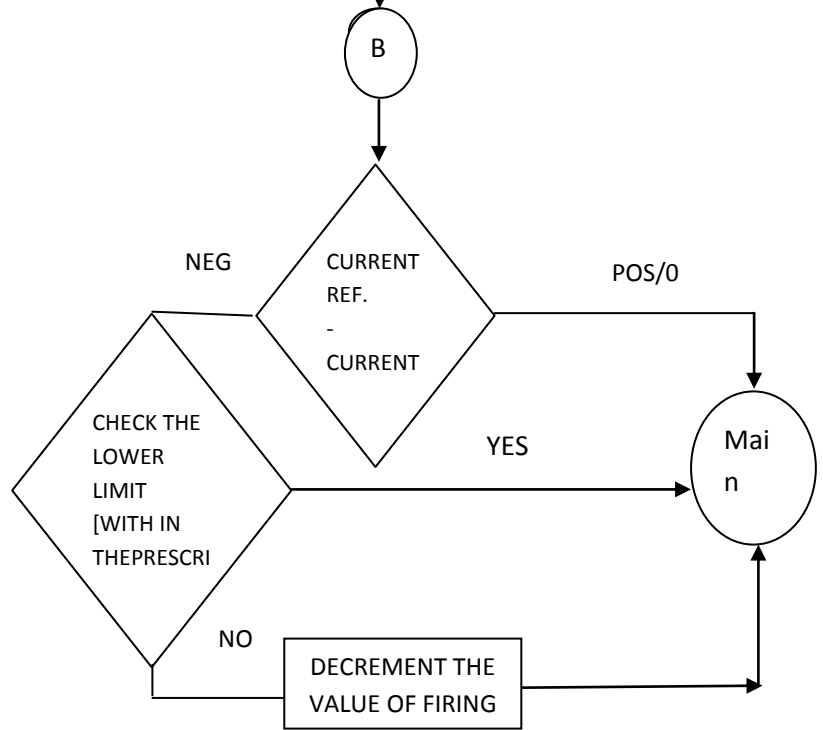 B
NEG
CURRENT
REF.
-
CURRENT
POS/0
CHECK THE
LOWER
LIMIT
[WITH IN
THEPRESCRI
YES
Mai
n
NO
DECREMENT THE
VALUE OF FIRING